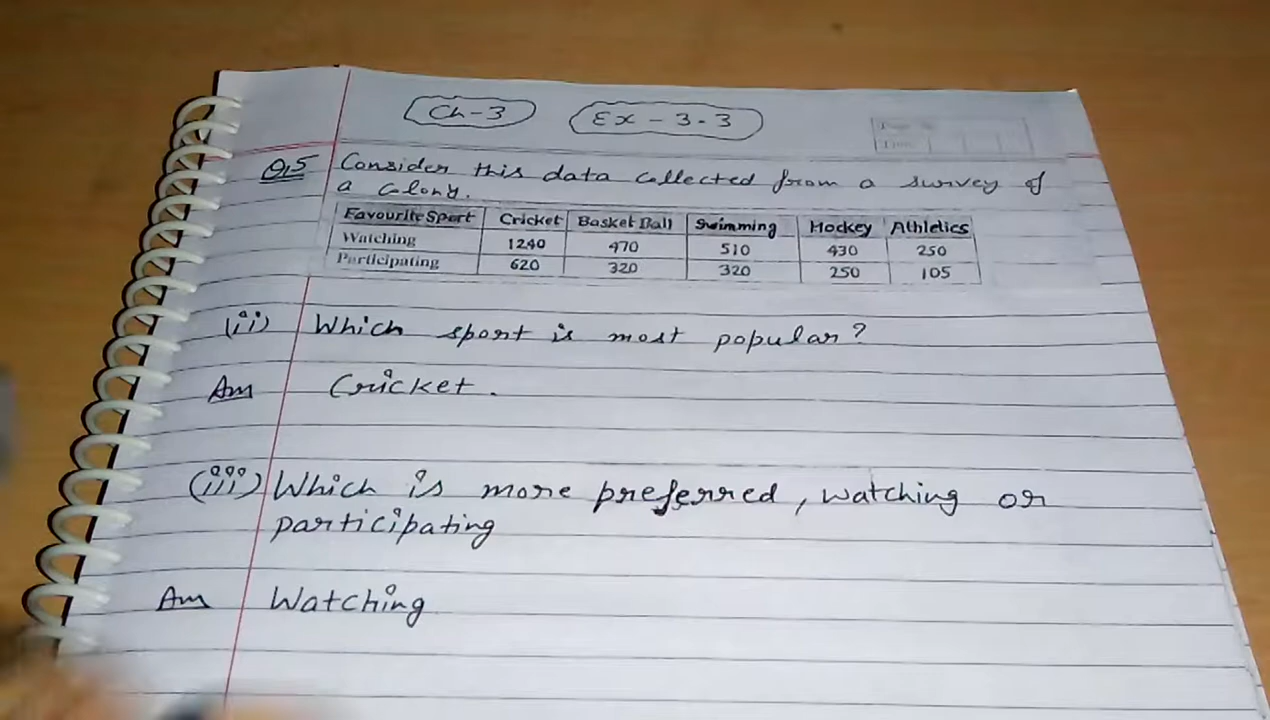 Ch-3 Ex-3.3
Q.5 Consider this data collected from a survey of
a colony.
Favourite Sport Cricket Basket Ball Swimming Hockey Athletics
Watching 1240 470 510 430 250
Participating 620 320 320 250 105
(ii) Which sport is most popular?
Ans Cricket.
(iii) Which is more preferred, watching or
participating
Ans Watching